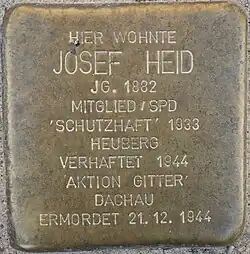 HIER WOHNTE
JOSEF HEID
JG. 1882
MITGLIED/SPD
'SCHUTZHAFT' 1933
HEUBERG
VERHAFTET 1944
'AKTION GITTER'
DACHAU
ERMORDET 21.12.1944